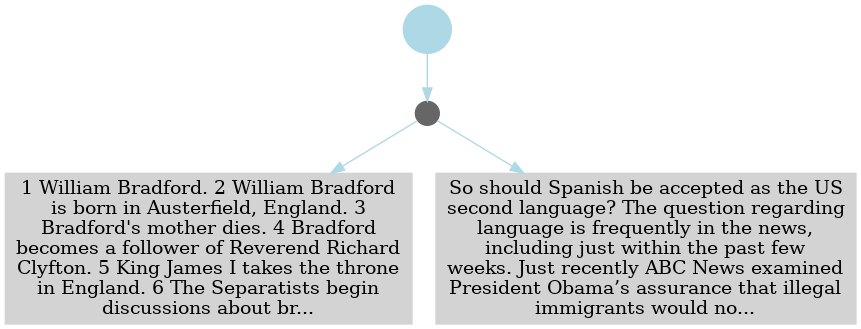 1 William Bradford. 2 William Bradford
is born in Austerfield, England. 3
Bradford's mother dies. 4 Bradford
becomes a follower of Reverend Richard
Clyfton. 5 King James I takes the throne
in England. 6 The Separatists begin
discussions about br...
So should Spanish be accepted as the US
second language? The question regarding
language is frequently in the news,
including just within the past few
weeks. Just recently ABC News examined
President Obama’s assurance that illegal
immigrants would no...